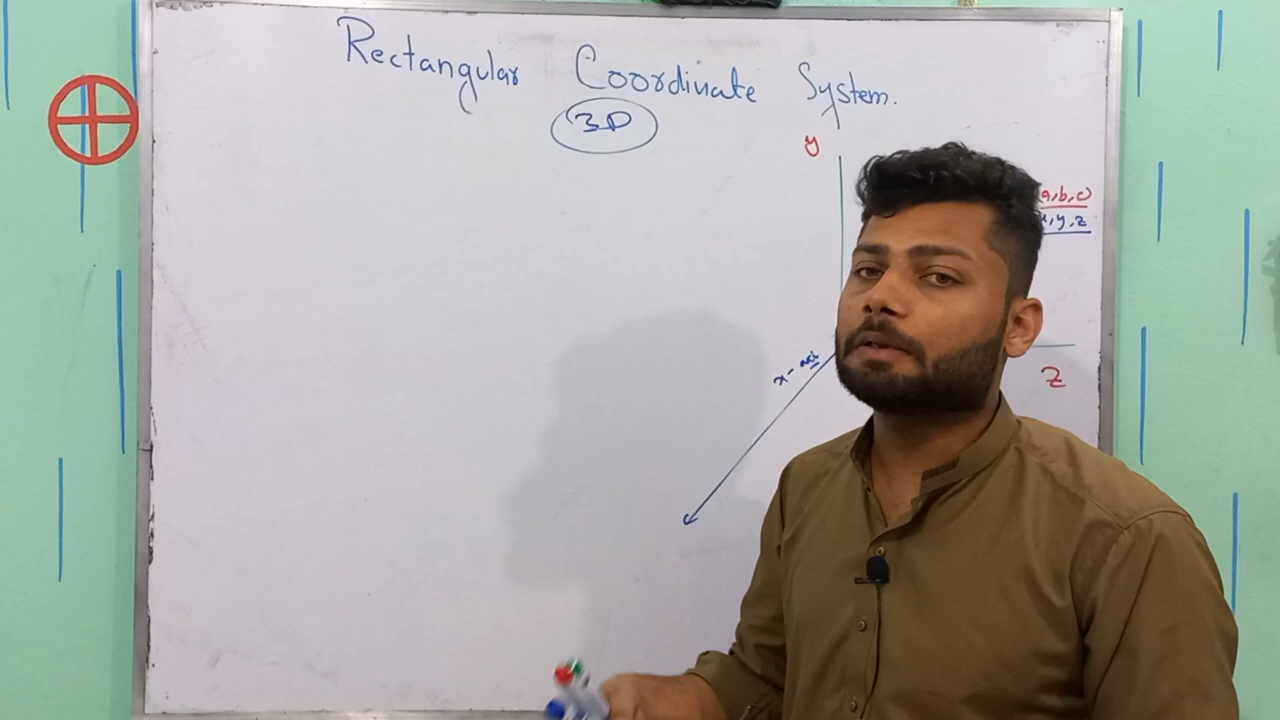 Rectangular Coordinate System.
3D
y
a,b,c)
x,y,z
x-axis
z